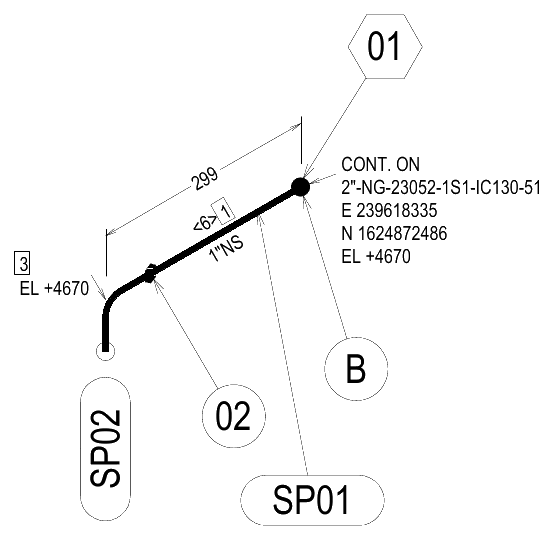 01
299
CONT. ON
2"-NG-23052-1S1-IC130-51
E 239618335
N 1624872486
EL +4670
<6> 1
1"NS
3
EL +4670
B
02
SP02
SP01